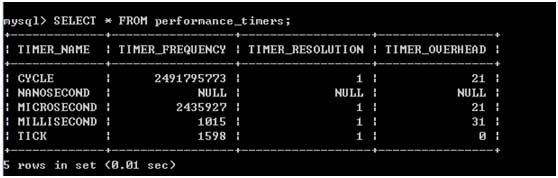 mysql> SELECT * FROM performance_timers;
+-------------+-----------------+------------------+----------------+
| TIMER_NAME | TIMER_FREQUENCY | TIMER_RESOLUTION | TIMER_OVERHEAD |
+-------------+-----------------+------------------+----------------+
| CYCLE | 2491795773 | 1 | 21 |
| NANOSECOND | NULL | NULL | NULL |
| MICROSECOND | 2435927 | 1 | 21 |
| MILLISECOND | 1015 | 1 | 31 |
| TICK | 1598 | 1 | 0 |
+-------------+-----------------+------------------+----------------+
5 rows in set (0.01 sec)